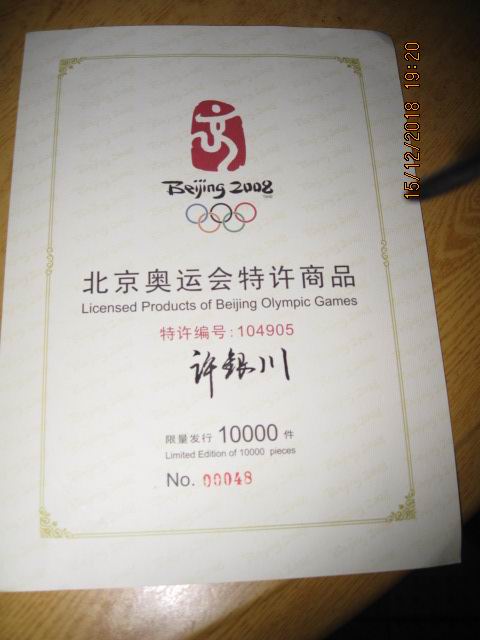 Beijing 2008
北京奥运会特许商品
Licensed Products of Beijing Olympic Games
特许编号:104905
许银川
限量发行 10000 件
Limited Edition of 10000 pieces
No. 00048
15/12/2018 19:20